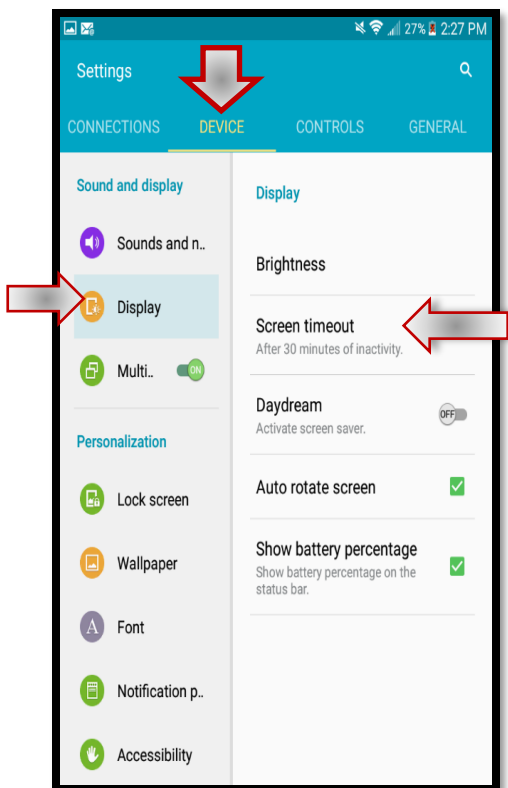 27% 2:27 PM
Settings
CONNECTIONS DEVICE CONTROLS GENERAL
Sound and display
Sounds and n..
Display
Multi.. ON
Personalization
Lock screen
Wallpaper
A Font
Notification p..
Accessibility
Display
Brightness
Screen timeout
After 30 minutes of inactivity.
Daydream
Activate screen saver.
OFF
Auto rotate screen
Show battery percentage
Show battery percentage on the
status bar.